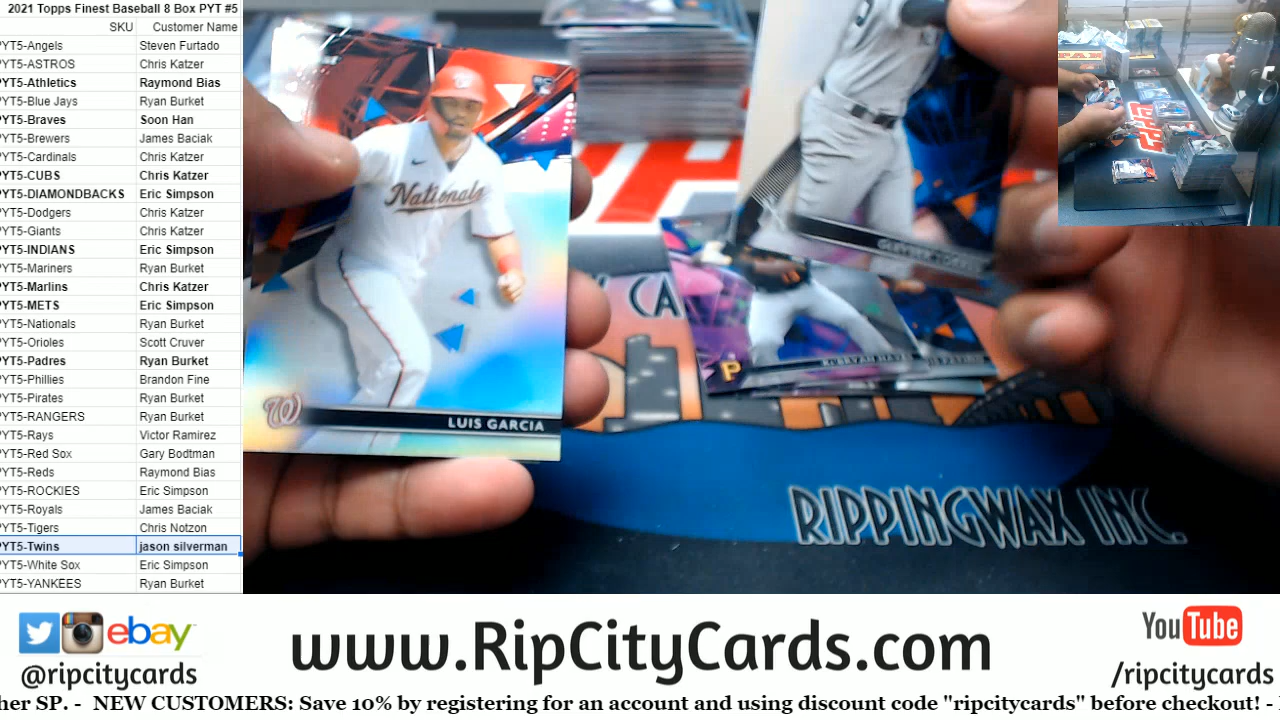 2021 Topps Finest Baseball 8 Box PYT #5
SKU Customer Name
PYT5-Angels Steven Furtado
PYT5-ASTROS Chris Katzer
PYT5-Athletics Raymond Bias
PYT5-Blue Jays Ryan Burket
PYT5-Braves Soon Han
PYT5-Brewers James Baciak
PYT5-Cardinals Chris Katzer
PYT5-CUBS Chris Katzer
PYT5-DIAMONDBACKS Eric Simpson
PYT5-Dodgers Chris Katzer
PYT5-Giants Chris Katzer
PYT5-INDIANS Eric Simpson
PYT5-Mariners Ryan Burket
PYT5-Marlins Chris Katzer
PYT5-METS Eric Simpson
PYT5-Nationals Ryan Burket
PYT5-Orioles Scott Cruver
PYT5-Padres Ryan Burket
PYT5-Phillies Brandon Fine
PYT5-Pirates Ryan Burket
PYT5-RANGERS Ryan Burket
PYT5-Rays Victor Ramirez
PYT5-Red Sox Gary Bodtman
PYT5-Reds Raymond Bias
PYT5-ROCKIES Eric Simpson
PYT5-Royals James Baciak
PYT5-Tigers Chris Notzon
PYT5-Twins jason silverman
PYT5-White Sox Eric Simpson
PYT5-YANKEES Ryan Burket
Nationals
W
LUIS GARCIA
CA
P
RIPPINGWAX INC.
ebay
@ripcitycards
www.RipCityCards.com
YouTube
/ripcitycards
her SP. - NEW CUSTOMERS: Save 10% by registering for an account and using discount code "ripcitycards" before checkout! -